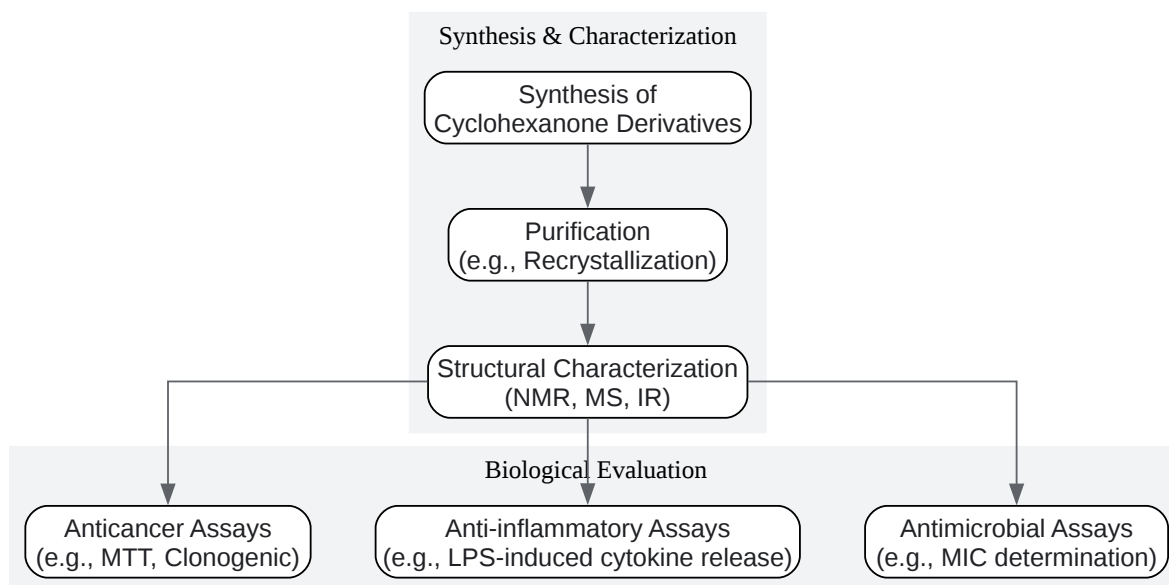 Synthesis & Characterization
Synthesis of
Cyclohexanone Derivatives
Purification
(e.g., Recrystallization)
Structural Characterization
(NMR, MS, IR)
Biological Evaluation
Anticancer Assays
(e.g., MTT, Clonogenic)
Anti-inflammatory Assays
(e.g., LPS-induced cytokine release)
Antimicrobial Assays
(e.g., MIC determination)